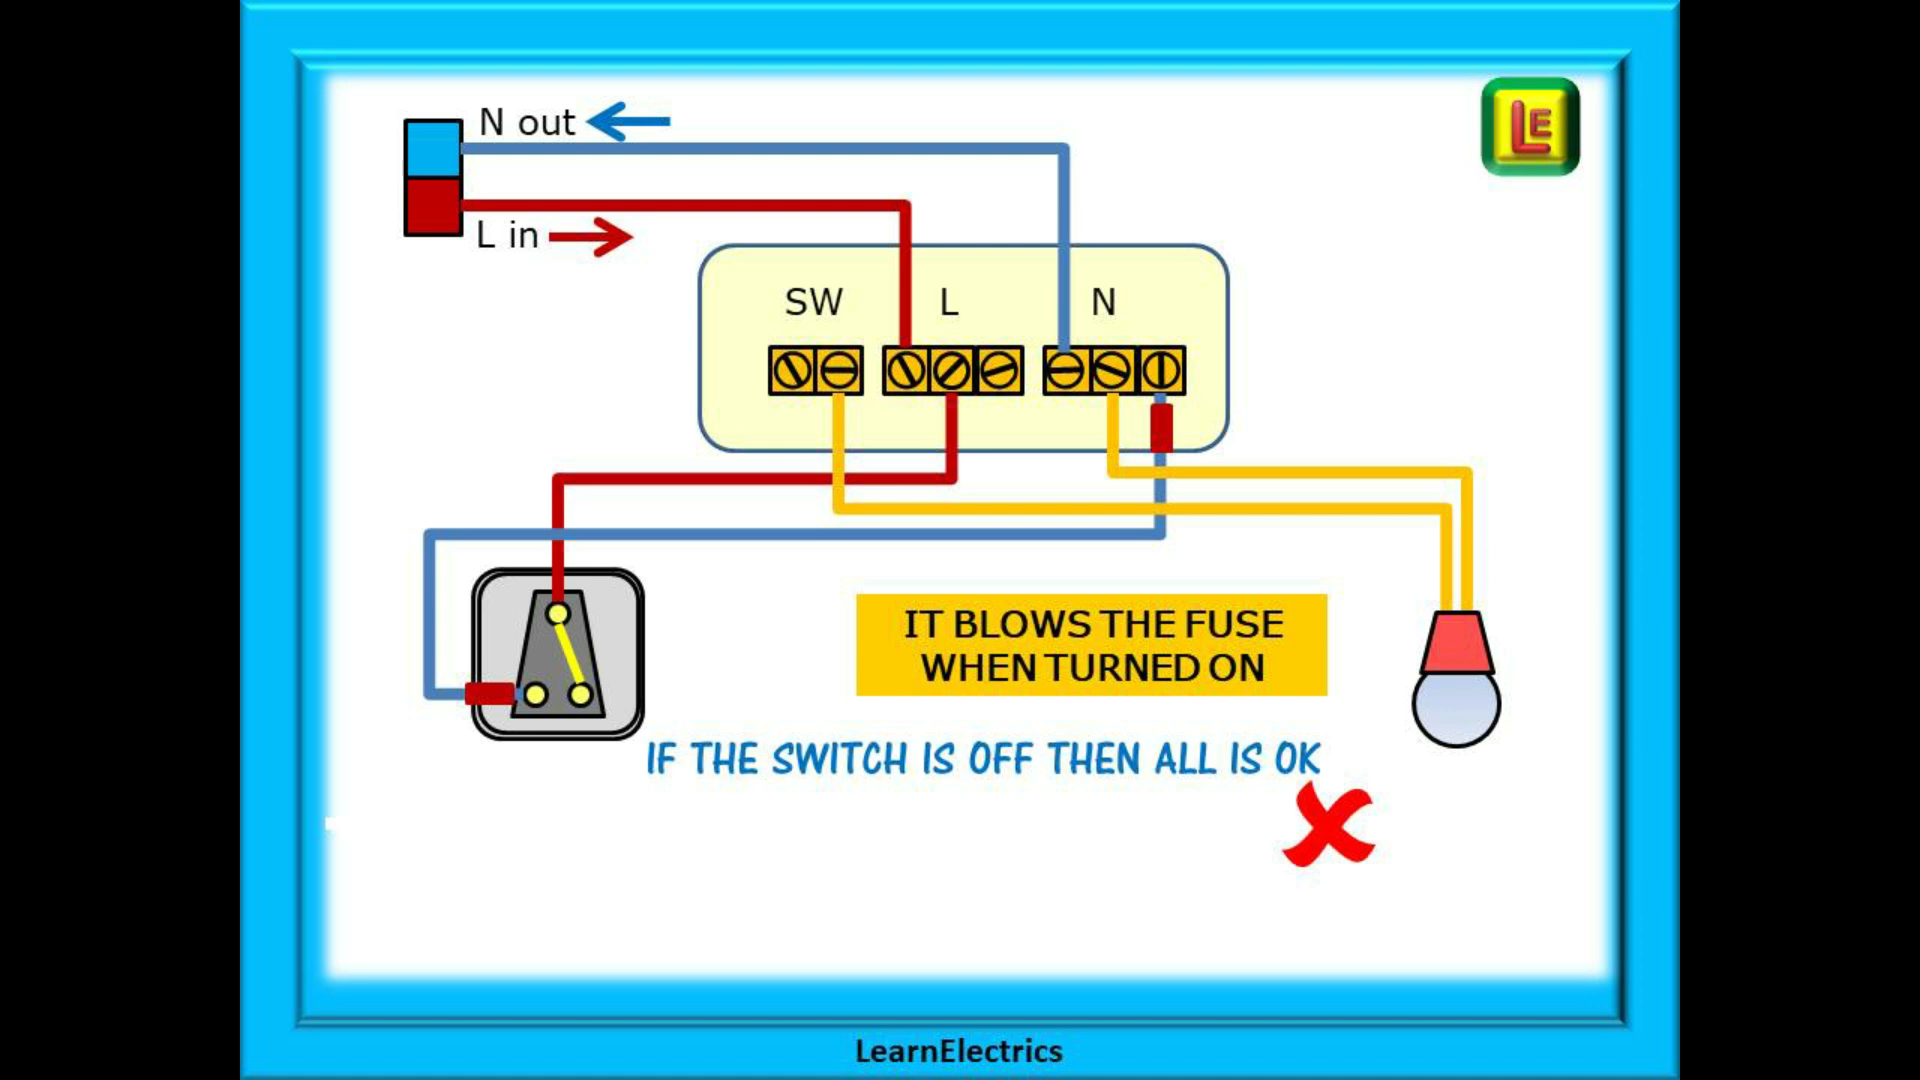 N out
LE
L in
SW L N
IT BLOWS THE FUSE
WHEN TURNED ON
IF THE SWITCH IS OFF THEN ALL IS OK
LearnElectrics